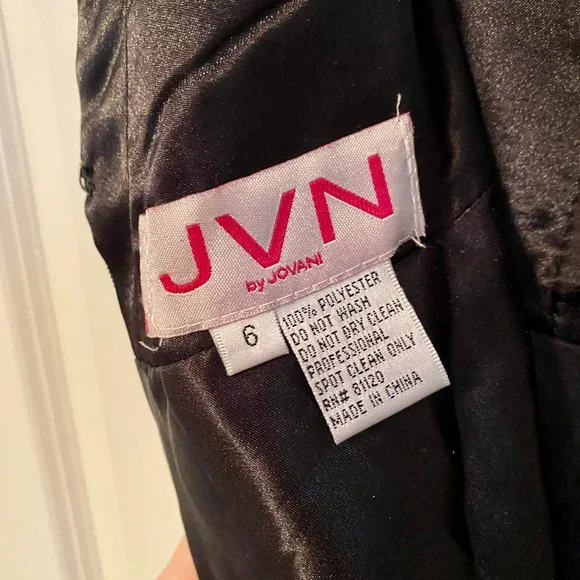 JVN
by JOVANI
6
100% POLYESTER
DO NOT WASH
DO NOT DRY CLEAN
PROFESSIONAL
SPOT CLEAN ONLY
RN# 81120
MADE IN CHINA